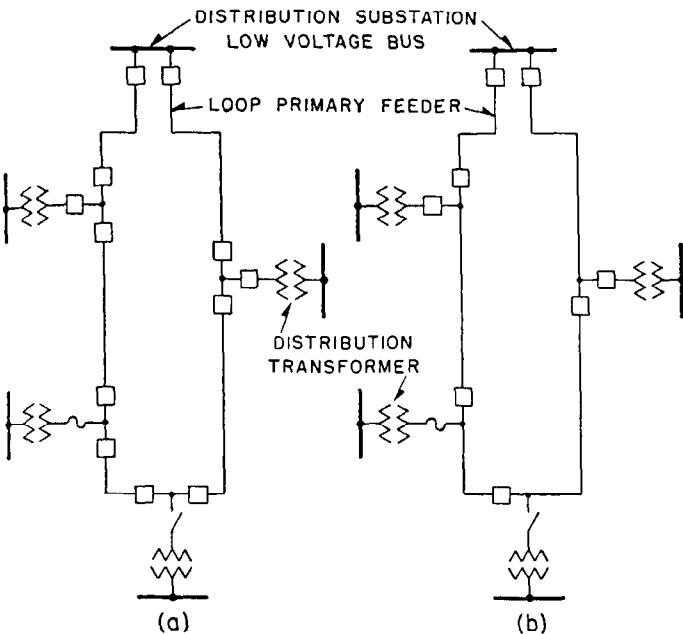 DISTRIBUTION SUBSTATION
LOW VOLTAGE BUS
LOOP PRIMARY FEEDER
DISTRIBUTION
TRANSFORMER
(a)
(b)